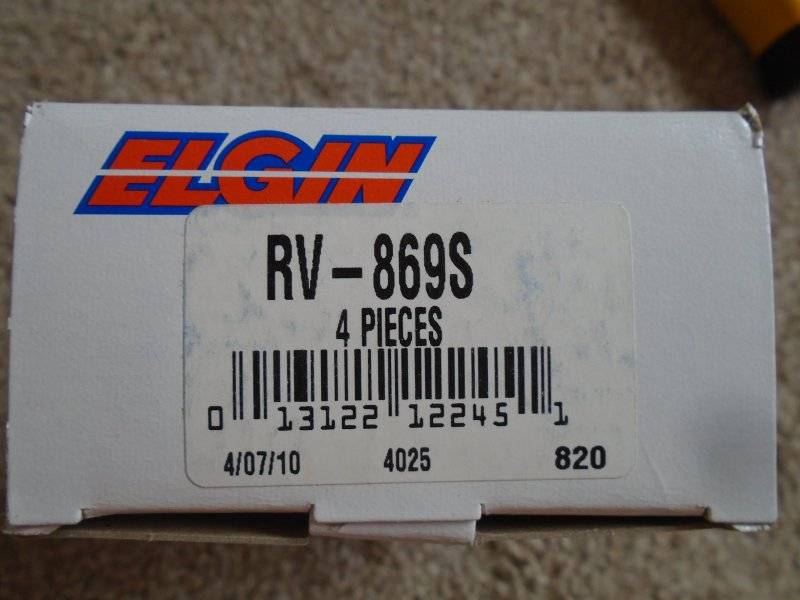 ELGIN
RV-869S
4 PIECES
0 13122 12245 1
4/07/10 4025 820